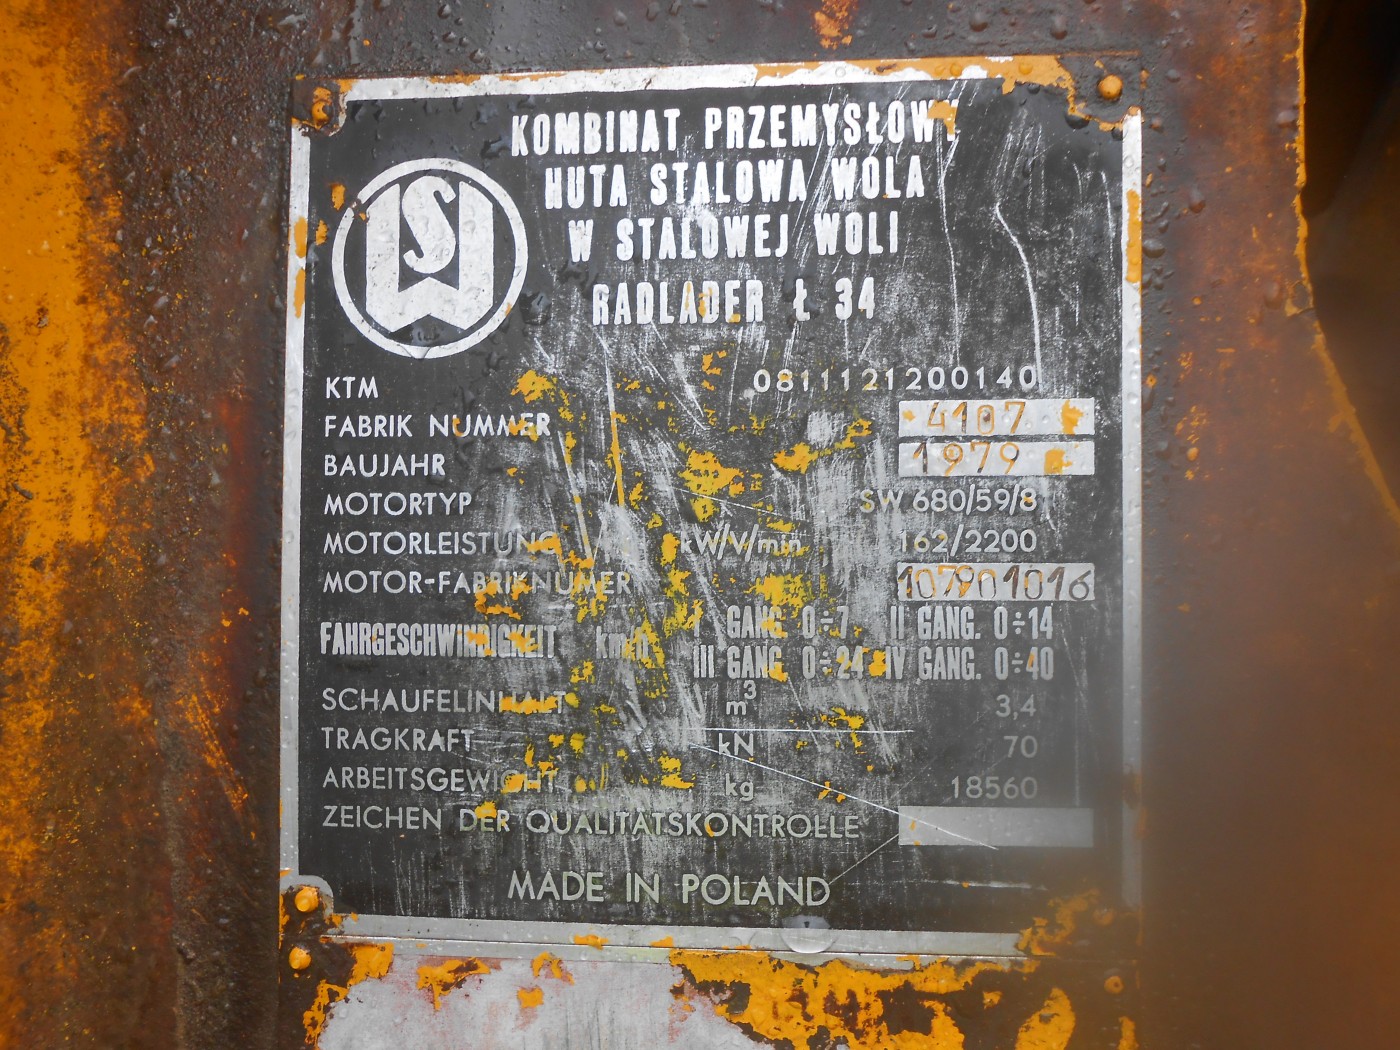 KOMBINAT PRZEMYSŁOWY
HUTA STALOWA WOLA
W STALOWEJ WOLI
RADLADER Ł 34
KTM 0811121200140
FABRIK NUMMER 4107
BAUJAHR 1979
MOTORTYP SW 680/59/8
MOTORLEISTUNG kW/V/min 162/2200
MOTOR-FABRIKNUMER 107901016
FAHRGESCHWINDIGKEIT km/h I GANG. 0÷7 II GANG. 0÷14
III GANG. 0÷24 IV GANG. 0÷40
SCHAUFELINHALT m³ 3,4
TRAGKRAFT kN 70
ARBEITSGEWICHT kg 18560
ZEICHEN DER QUALITATSKONTROLLE
MADE IN POLAND